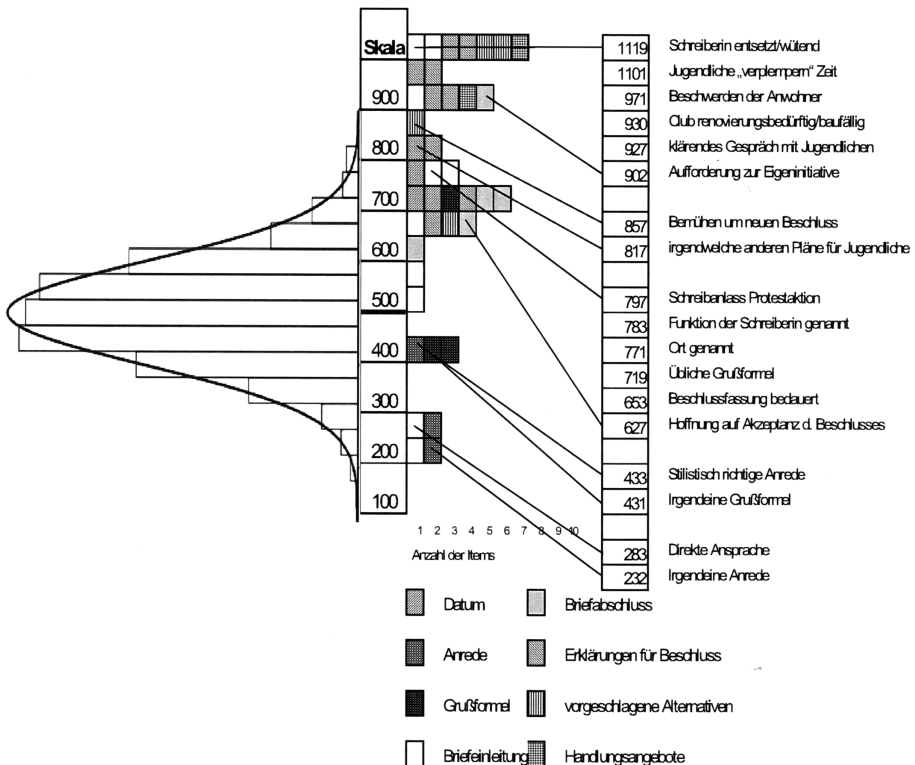 Skala
900
800
700
600
500
400
300
200
100
1 2 3 4 5 6 7 8 9 10
Anzahl der Items
1119 Schreiberin entsetzt/wütend
1101 Jugendliche „verplempern" Zeit
971 Beschwerden der Anwohner
930 Club renovierungsbedürftig/baufällig
927 klärendes Gespräch mit Jugendlichen
902 Aufforderung zur Eigeninitiative
857 Bemühen um neuen Beschluss
817 irgendwelche anderen Pläne für Jugendliche
797 Schreibanlass Protestaktion
783 Funktion der Schreiberin genannt
771 Ort genannt
719 Übliche Grußformel
653 Beschlussfassung bedauert
627 Hoffnung auf Akzeptanz d. Beschlusses
433 Stilistisch richtige Anrede
431 Irgendeine Grußformel
283 Direkte Ansprache
232 Irgendeine Anrede
Datum Briefabschluss
Anrede Erklärungen für Beschluss
Grußformel vorgeschlagene Alternativen
Briefeinleitung Handlungsangebote